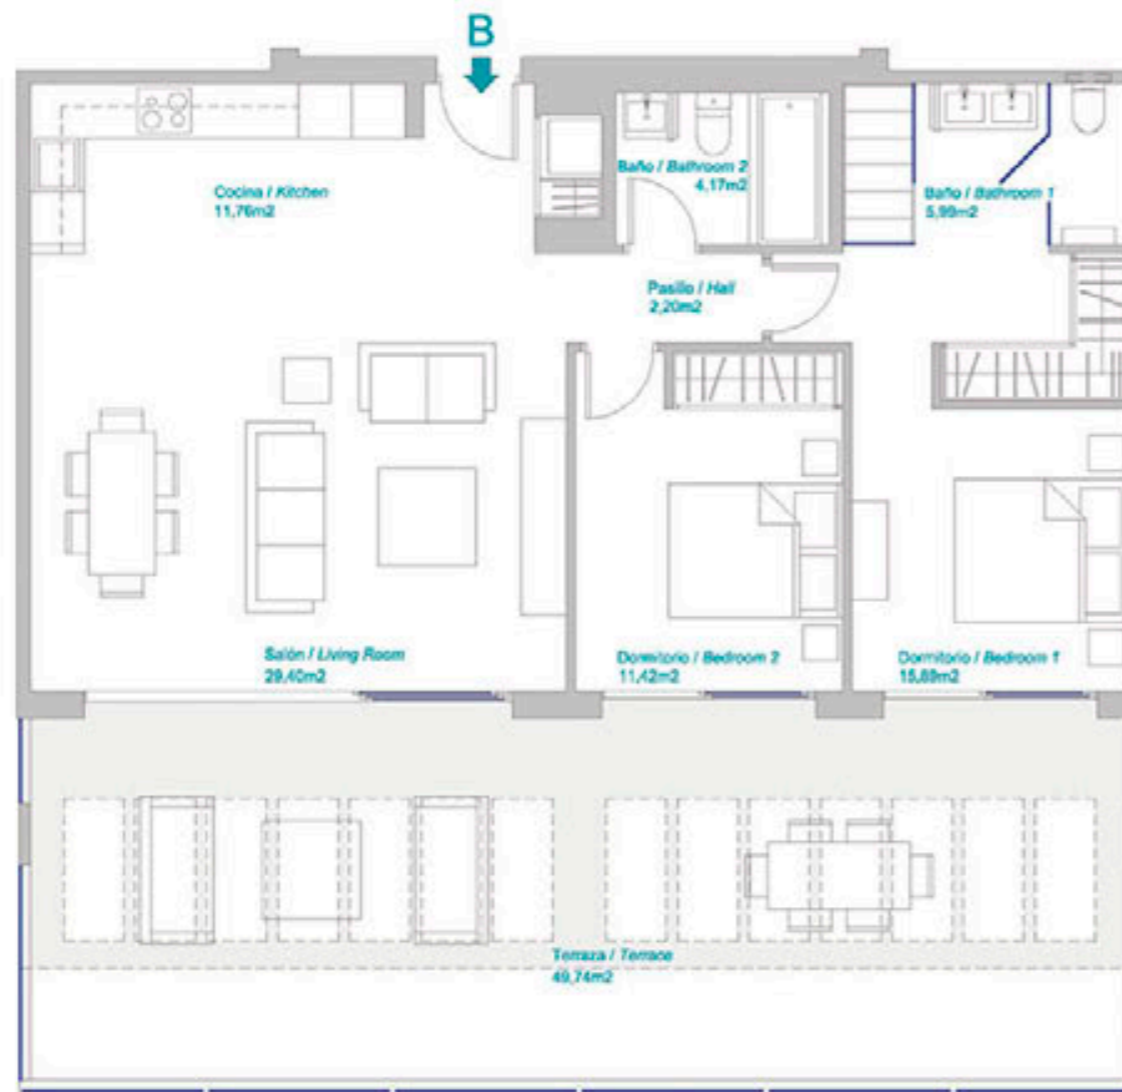 B
Cocina / Kitchen
11,76m2
Baño / Bathroom 2
4,17m2
Baño / Bathroom 1
5,99m2
Pasillo / Hall
2,20m2
Salón / Living Room
29,40m2
Dormitorio / Bedroom 2
11,42m2
Dormitorio / Bedroom 1
15,89m2
Terraza / Terrace
49,74m2